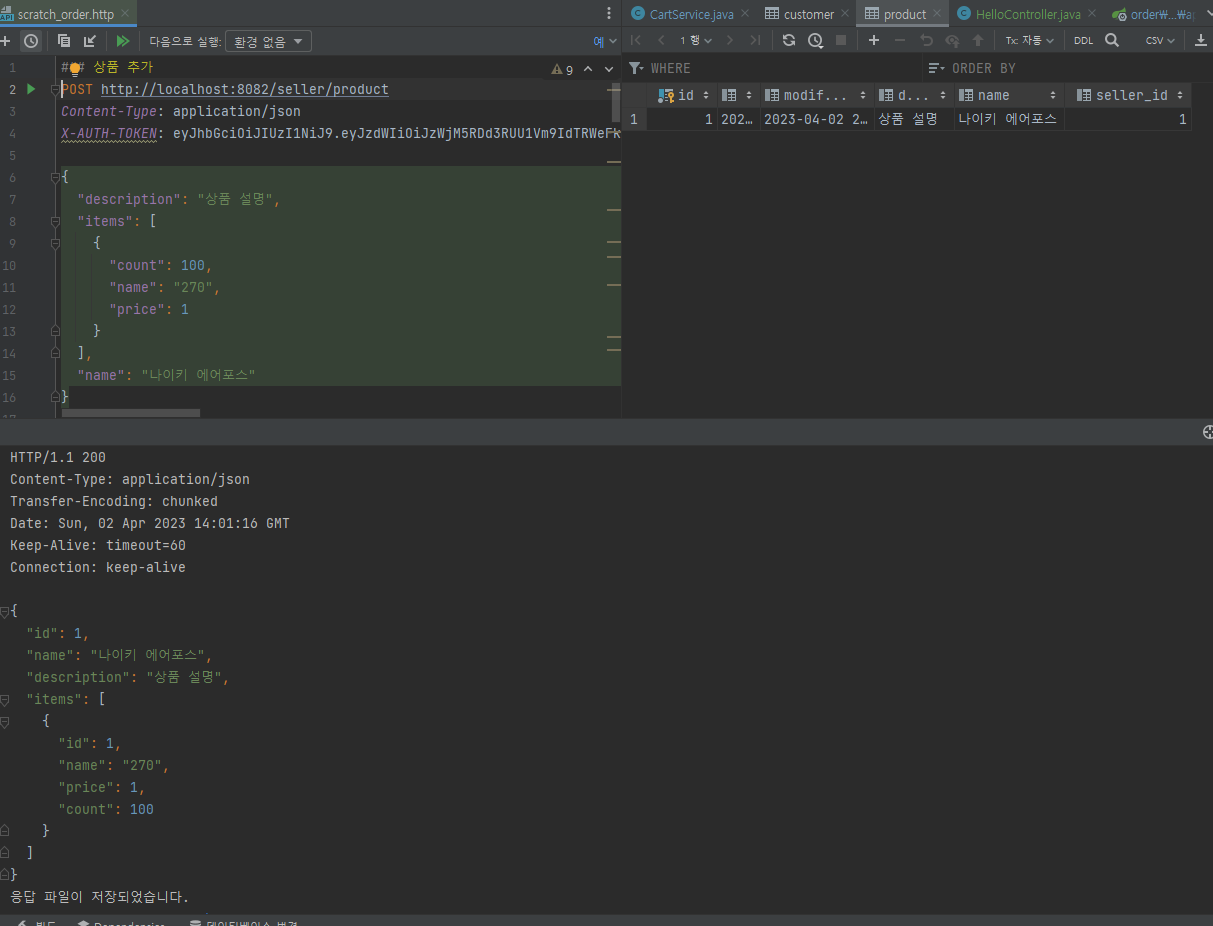 scratch_order.http
다음으로 실행: 환경 없음
1 ### 상품 추가
9
2 POST http://localhost:8082/seller/product
3 Content-Type: application/json
4 X-AUTH-TOKEN:
5
6 {
7 "description": "상품 설명",
8 "items": [
9 {
10 "count": 100,
11 "name": "270",
12 "price": 1
13 }
14 ],
15 "name": "나이키 에어포스"
16 }
CartService.java customer product HelloController.java
1 행 Tx: 자동 DDL CSV
WHERE ORDER BY
id modif... d... name seller_id
1 1 202... 2023-04-02 2... 상품 설명 나이키 에어포스 1
HTTP/1.1 200
Content-Type: application/json
Transfer-Encoding: chunked
Date: Sun, 02 Apr 2023 14:01:16 GMT
Keep-Alive: timeout=60
Connection: keep-alive
{
"id": 1,
"name": "나이키 에어포스",
"description": "상품 설명",
"items": [
{
"id": 1,
"name": "270",
"price": 1,
"count": 100
}
]
}
응답 파일이 저장되었습니다.